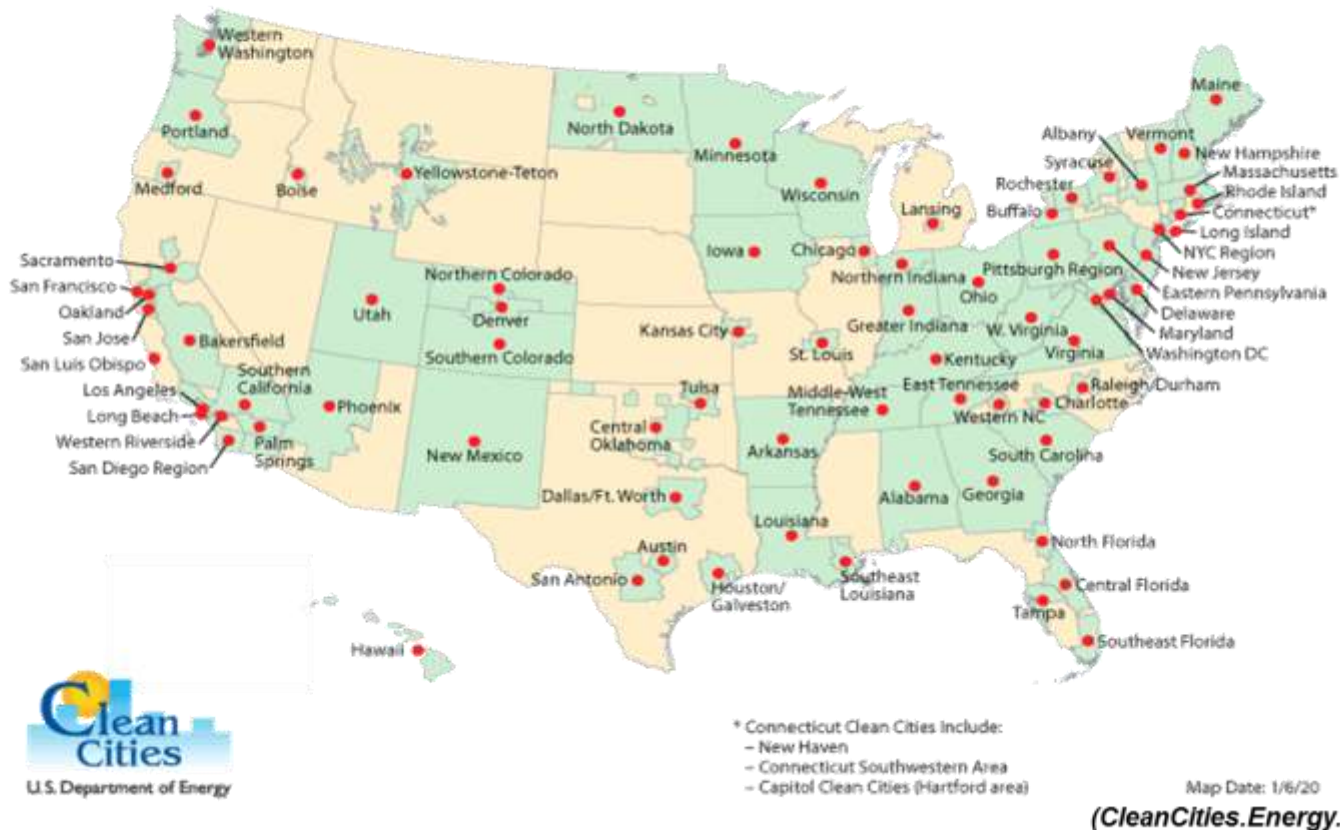 Western
Washington
Portland
Medford
Boise
Yellowstone-Teton
North Dakota
Minnesota
Wisconsin
Lansing
Iowa
Chicago
Northern Indiana
Greater Indiana
Ohio
Pittsburgh Region
W. Virginia
Virginia
Kentucky
Maine
Albany
Vermont
Syracuse
Rochester
Buffalo
New Hampshire
Massachusetts
Rhode Island
Connecticut*
Long Island
NYC Region
New Jersey
Eastern Pennsylvania
Delaware
Maryland
Washington DC
Sacramento
San Francisco
Oakland
San Jose
San Luis Obispo
Bakersfield
Southern
California
Los Angeles
Long Beach
Western Riverside
San Diego Region
Palm
Springs
Phoenix
Utah
Northern Colorado
Denver
Southern Colorado
New Mexico
Kansas City
St. Louis
Tulsa
Central
Oklahoma
Middle-West
Tennessee
East Tennessee
Western NC
Raleigh/Durham
Charlotte
South Carolina
Arkansas
Alabama
Georgia
Dallas/Ft. Worth
Louisiana
Austin
San Antonio
Houston/
Galveston
Southeast
Louisiana
North Florida
Central Florida
Tampa
Southeast Florida
Hawaii
Clean
Cities
U.S. Department of Energy
* Connecticut Clean Cities Include:
– New Haven
– Connecticut Southwestern Area
– Capitol Clean Cities (Hartford area)
Map Date: 1/6/20
(CleanCities.Energy.